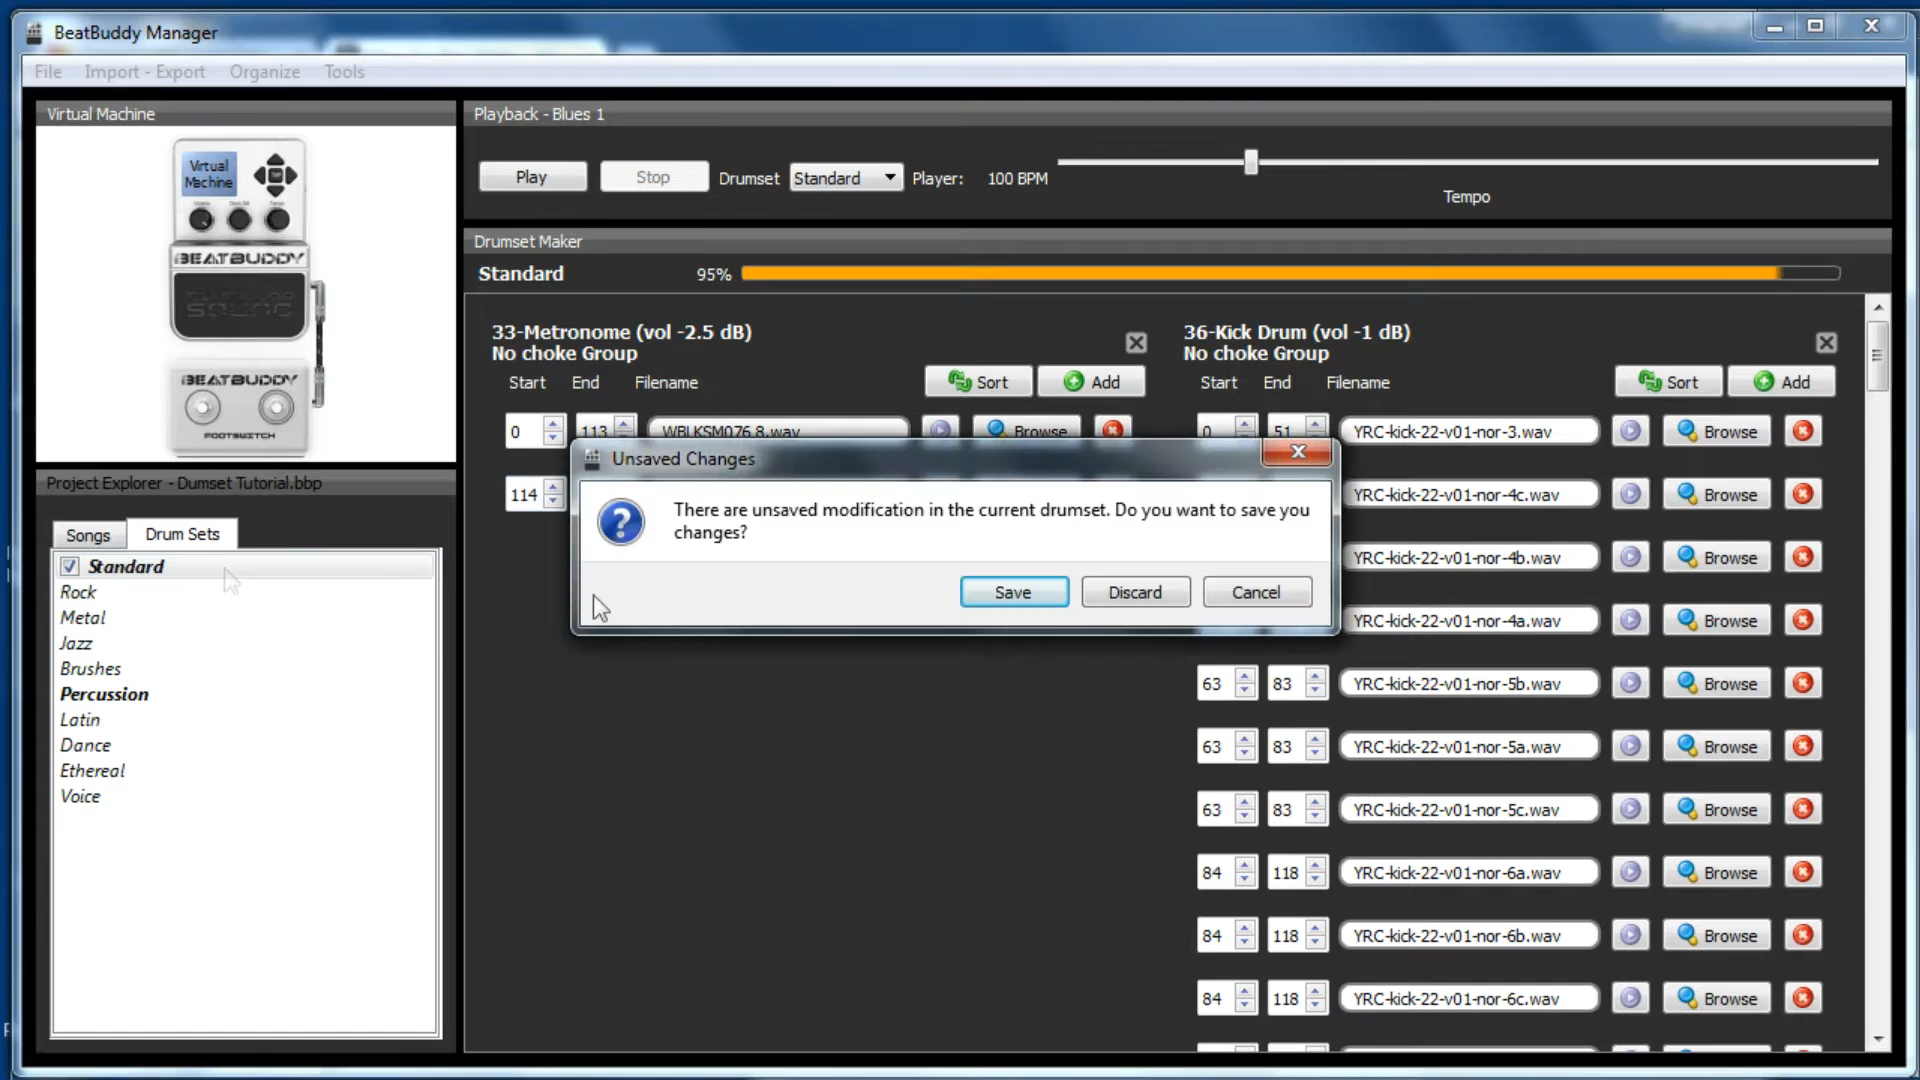 BeatBuddy Manager
File Import - Export Organize Tools
Virtual Machine
Virtual
Machine
BEATBUDDY
BEATBUDDY
FOOTSWITCH
Playback - Blues 1
Play Stop Drumset Standard Player: 100 BPM
Tempo
Drumset Maker
Standard 95%
33-Metronome (vol -2.5 dB)
No choke Group
Start End Filename Sort Add
0 113 WBLKSM076 8.wav Browse
114
36-Kick Drum (vol -1 dB)
No choke Group
Start End Filename Sort Add
0 51 YRC-kick-22-v01-nor-3.wav Browse
YRC-kick-22-v01-nor-4c.wav Browse
YRC-kick-22-v01-nor-4b.wav Browse
YRC-kick-22-v01-nor-4a.wav Browse
63 83 YRC-kick-22-v01-nor-5b.wav Browse
63 83 YRC-kick-22-v01-nor-5a.wav Browse
63 83 YRC-kick-22-v01-nor-5c.wav Browse
84 118 YRC-kick-22-v01-nor-6a.wav Browse
84 118 YRC-kick-22-v01-nor-6b.wav Browse
84 118 YRC-kick-22-v01-nor-6c.wav Browse
Unsaved Changes
There are unsaved modification in the current drumset. Do you want to save you
changes?
Save Discard Cancel
Project Explorer - Dumset Tutorial.bbp
Songs Drum Sets
Standard
Rock
Metal
Jazz
Brushes
Percussion
Latin
Dance
Ethereal
Voice